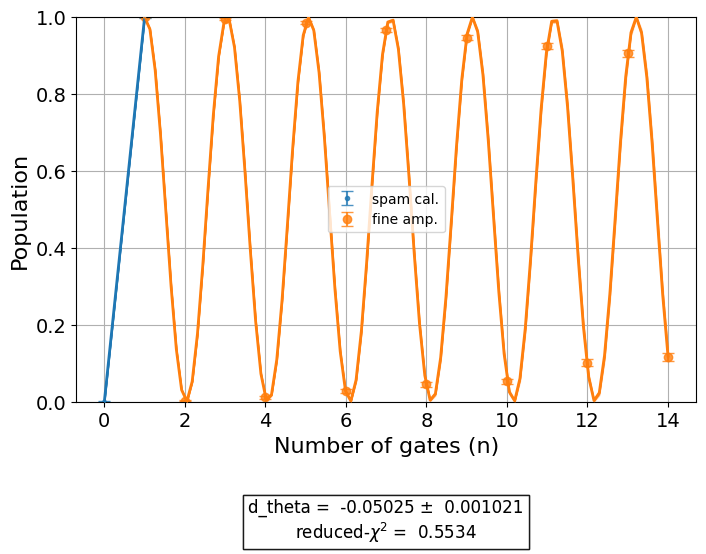 1.0
0.8
0.6
0.4
0.2
0.0
Population
spam cal.
fine amp.
0 2 4 6 8 10 12 14
Number of gates (n)
d_theta = -0.05025 ± 0.001021
reduced-χ² = 0.5534